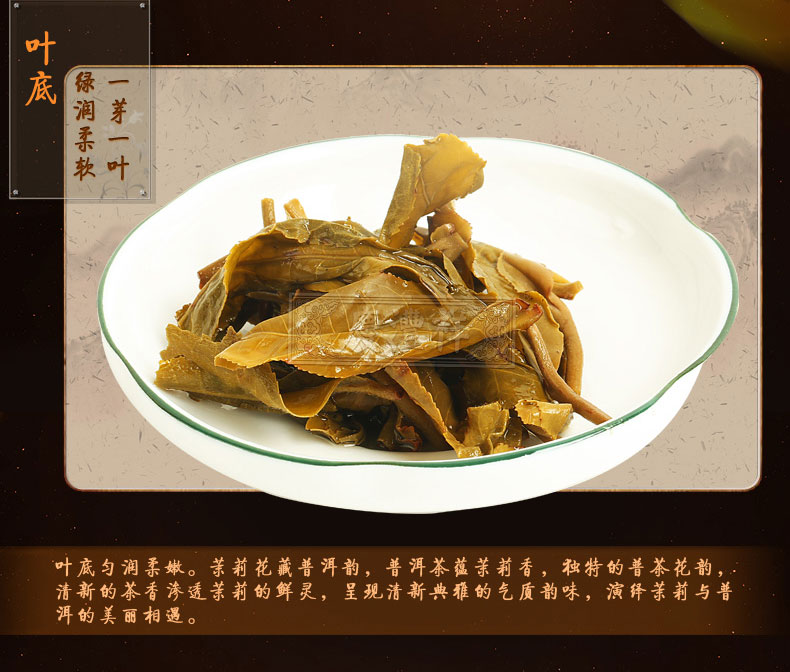 叶底
一芽一叶
绿润柔软
叶底匀润柔嫩。茉莉花藏普洱韵，普洱茶蕴茉莉香，独特的普茶花韵，
清新的茶香渗透茉莉的鲜灵，呈现清新典雅的气质韵味，演绎茉莉与普
洱的美丽相遇。